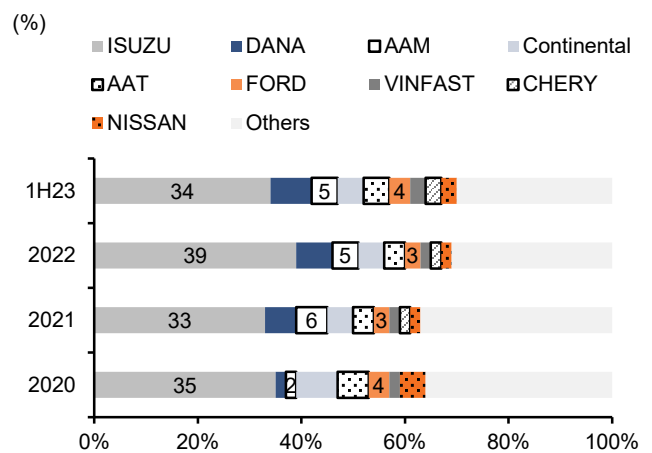 (%)
ISUZU DANA AAM Continental
AAT FORD VINFAST CHERY
NISSAN Others
1H23 34 5 4
2022 39 5 3
2021 33 6 3
2020 35 2 4
0% 20% 40% 60% 80% 100%